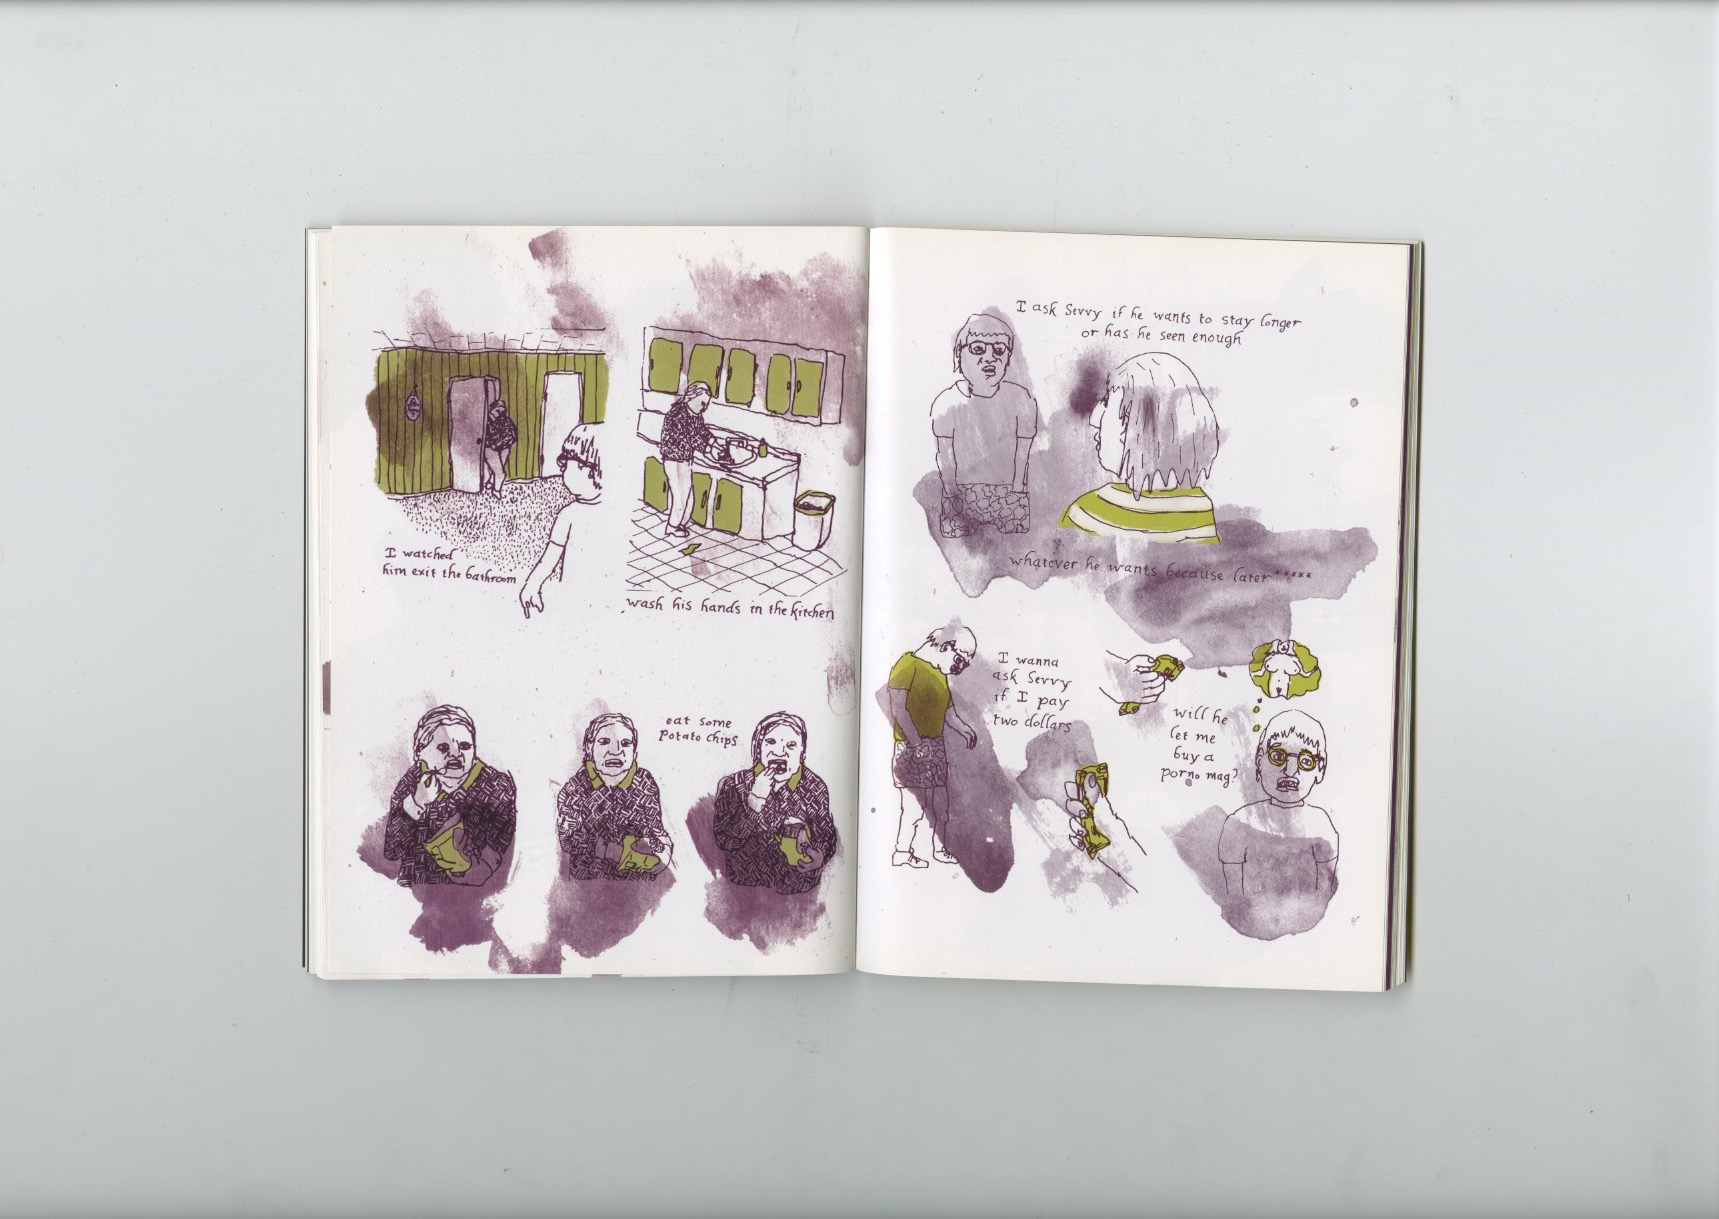 I watched
him exit the bathroom
wash his hands in the kitchen
eat some
potato chips
I ask Sevvy if he wants to stay longer
or has he seen enough
whatever he wants because later *****
I wanna
ask Sevvy
if I pay
two dollars
will he
let me
buy a
porno mag?